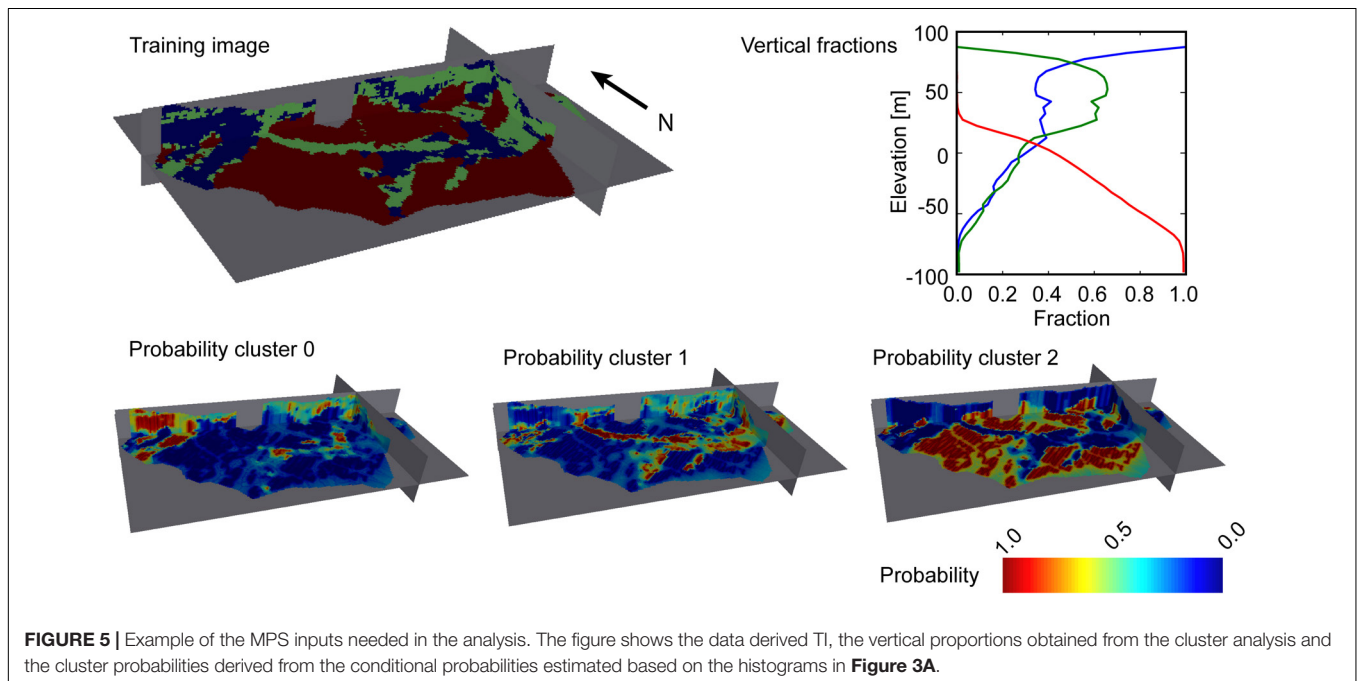 Training image
N
Vertical fractions
100
50
0
-50
-100
Elevation [m]
0.0 0.2 0.4 0.6 0.8 1.0
Fraction
Probability cluster 0
Probability cluster 1
Probability cluster 2
1.0 0.5 0.0
Probability
FIGURE 5 | Example of the MPS inputs needed in the analysis. The figure shows the data derived TI, the vertical proportions obtained from the cluster analysis and
the cluster probabilities derived from the conditional probabilities estimated based on the histograms in Figure 3A.